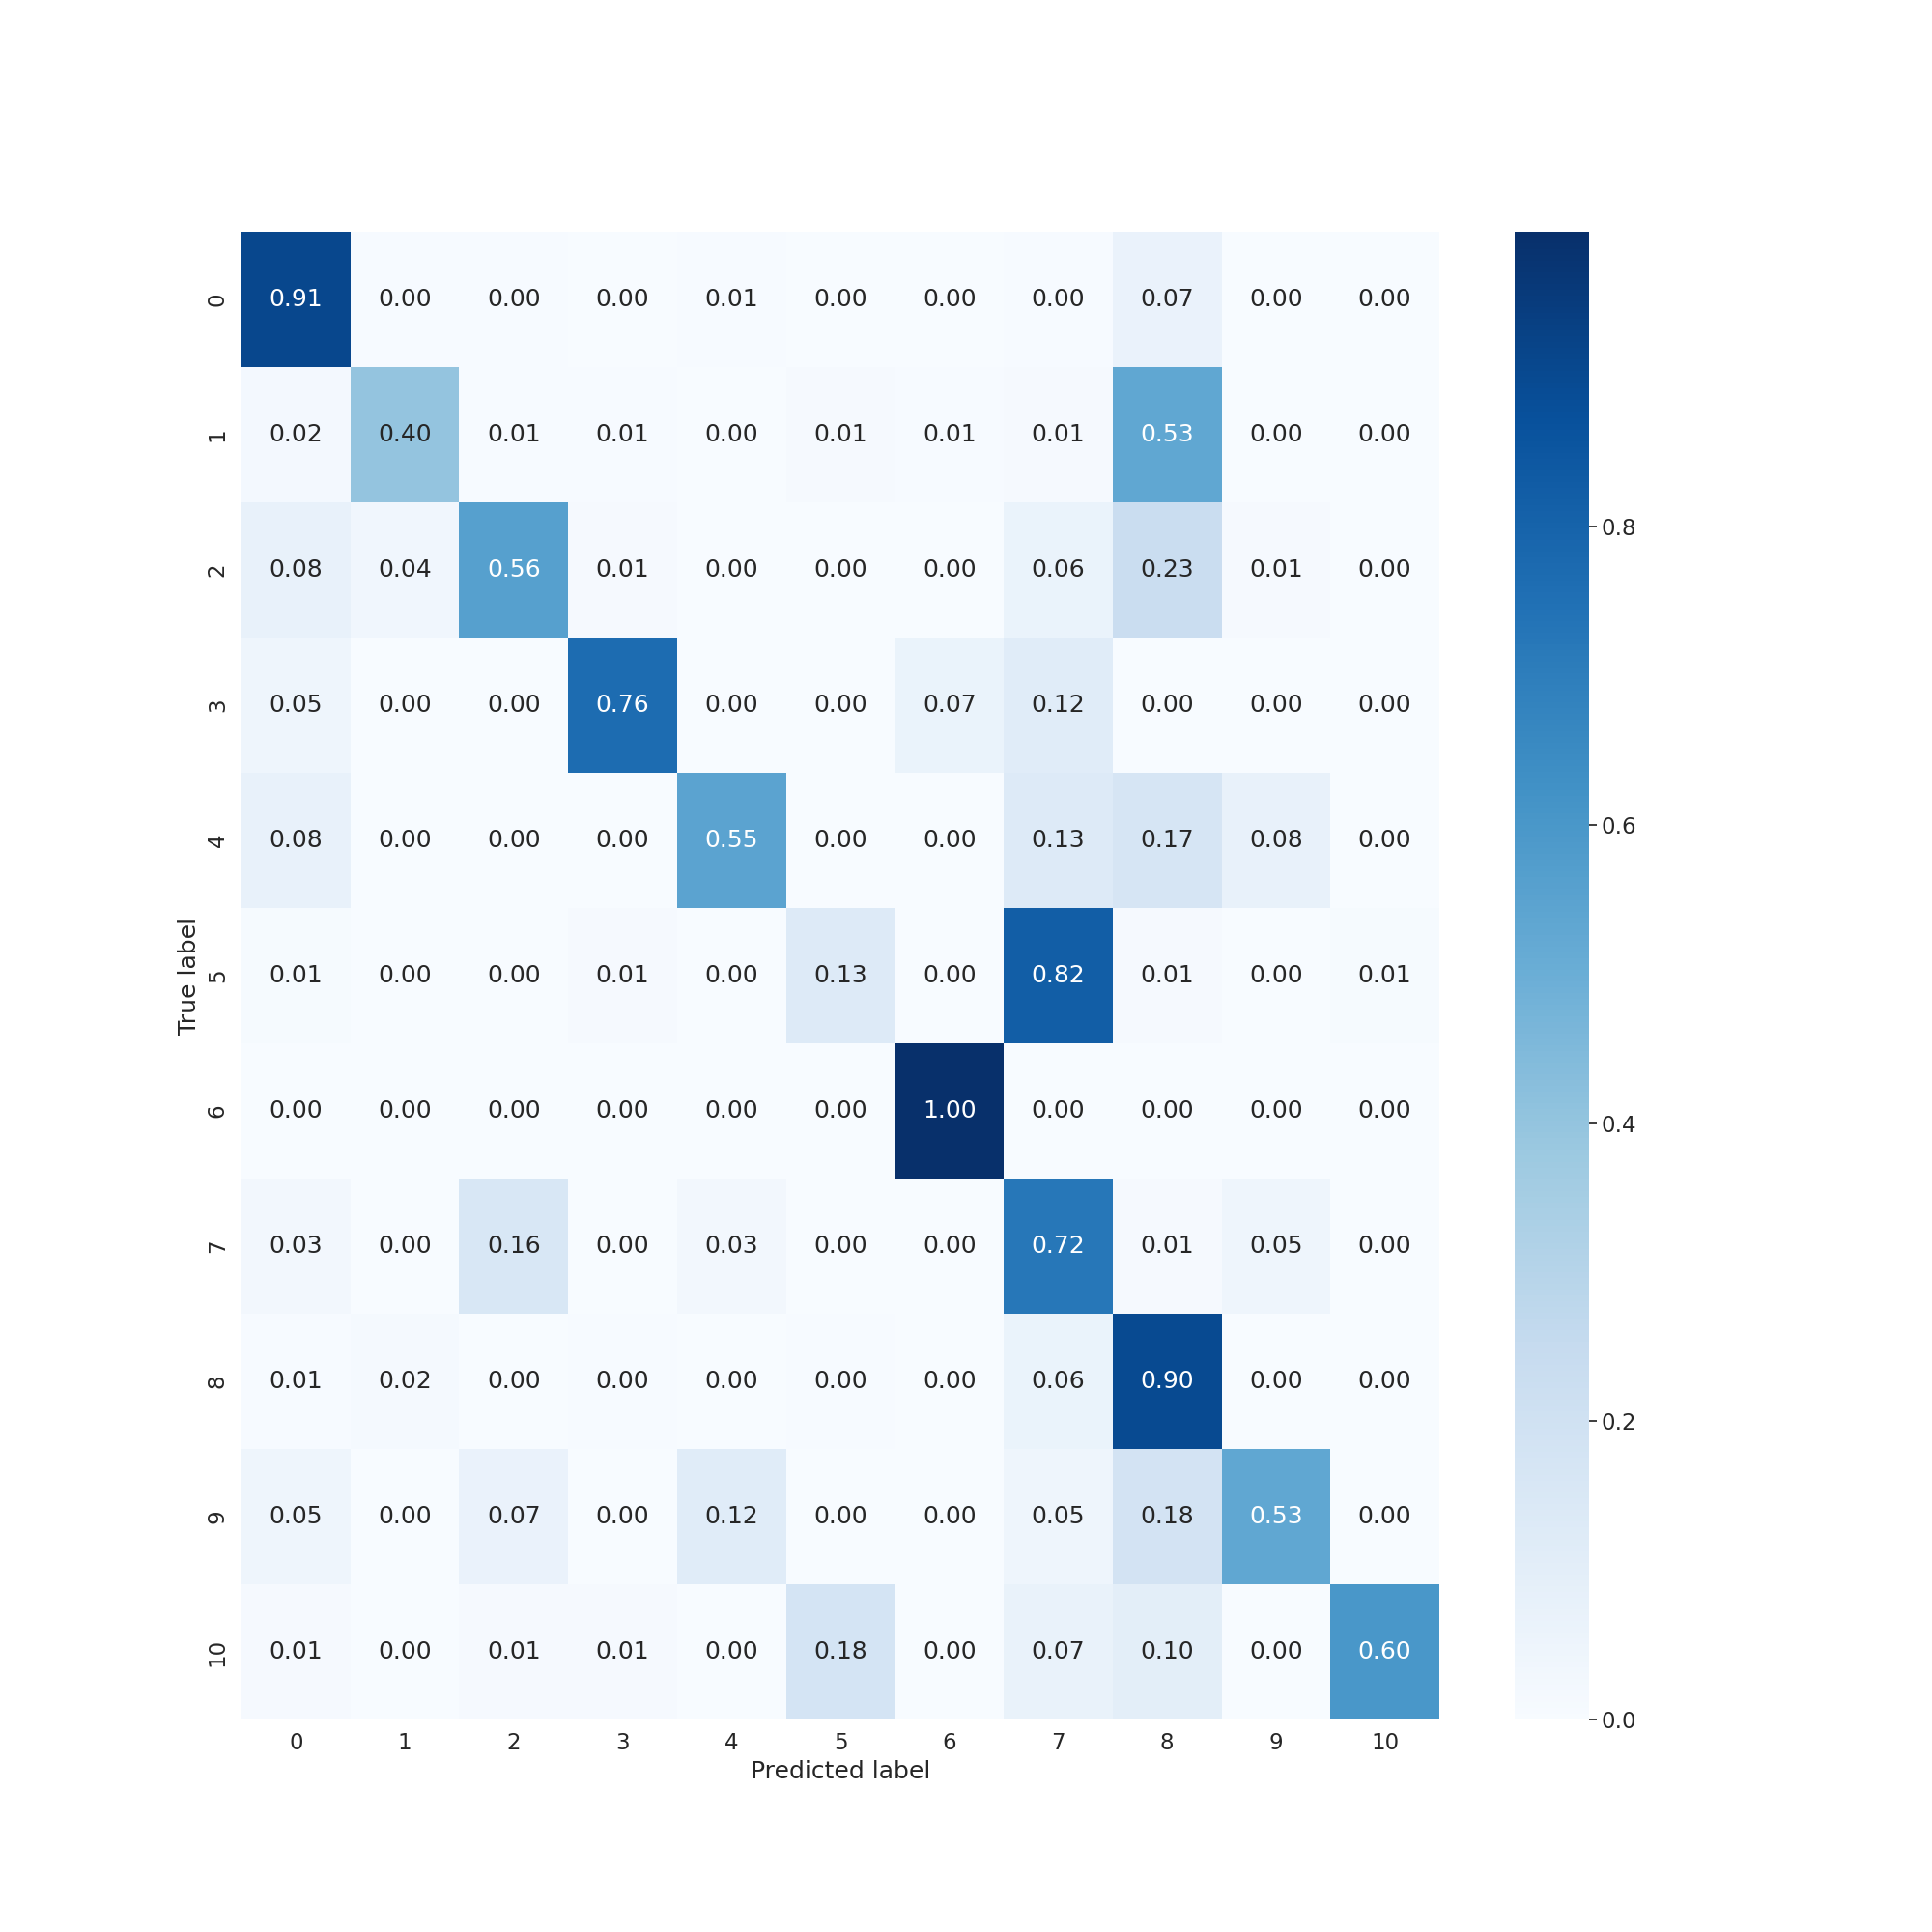 0 0.91 0.00 0.00 0.00 0.01 0.00 0.00 0.00 0.07 0.00 0.00
1 0.02 0.40 0.01 0.01 0.00 0.01 0.01 0.01 0.53 0.00 0.00
2 0.08 0.04 0.56 0.01 0.00 0.00 0.00 0.06 0.23 0.01 0.00
3 0.05 0.00 0.00 0.76 0.00 0.00 0.07 0.12 0.00 0.00 0.00
4 0.08 0.00 0.00 0.00 0.55 0.00 0.00 0.13 0.17 0.08 0.00
5 0.01 0.00 0.00 0.01 0.00 0.13 0.00 0.82 0.01 0.00 0.01
6 0.00 0.00 0.00 0.00 0.00 0.00 1.00 0.00 0.00 0.00 0.00
7 0.03 0.00 0.16 0.00 0.03 0.00 0.00 0.72 0.01 0.05 0.00
8 0.01 0.02 0.00 0.00 0.00 0.00 0.00 0.06 0.90 0.00 0.00
9 0.05 0.00 0.07 0.00 0.12 0.00 0.00 0.05 0.18 0.53 0.00
10 0.01 0.00 0.01 0.01 0.00 0.18 0.00 0.07 0.10 0.00 0.60
0 1 2 3 4 5 6 7 8 9 10
Predicted label
True label
0.8
0.6
0.4
0.2
0.0